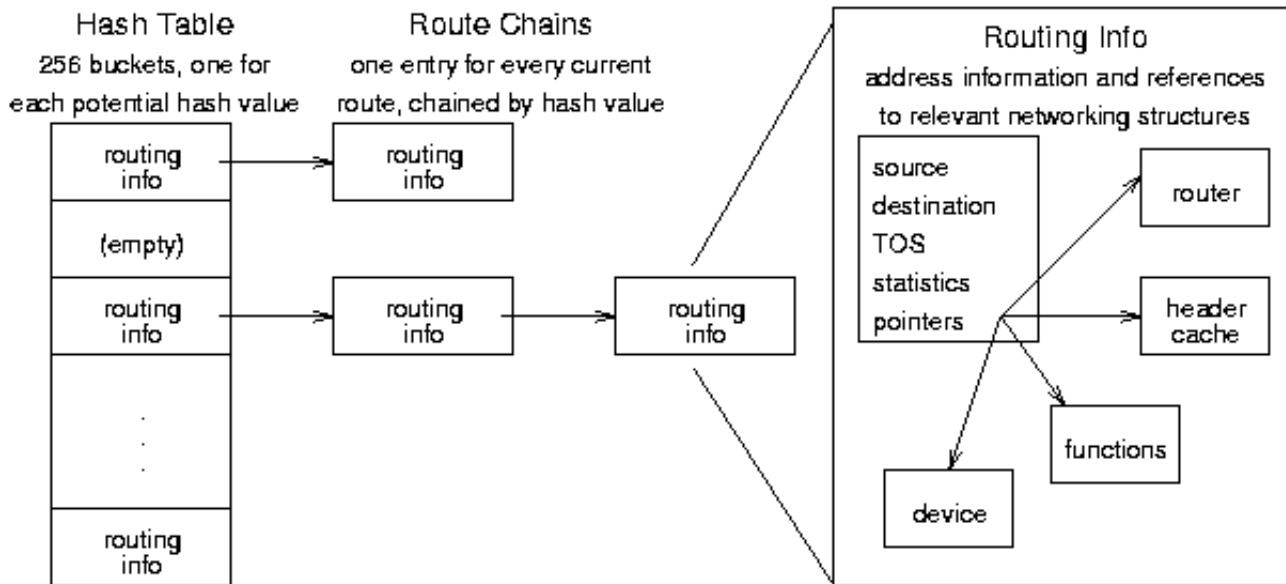 Hash Table
256 buckets, one for
each potential hash value
routing
info
(empty)
routing
info
.
.
.
routing
info
Route Chains
one entry for every current
route, chained by hash value
routing
info
routing
info
routing
info
Routing Info
address information and references
to relevant networking structures
source
destination
TOS
statistics
pointers
router
header
cache
functions
device